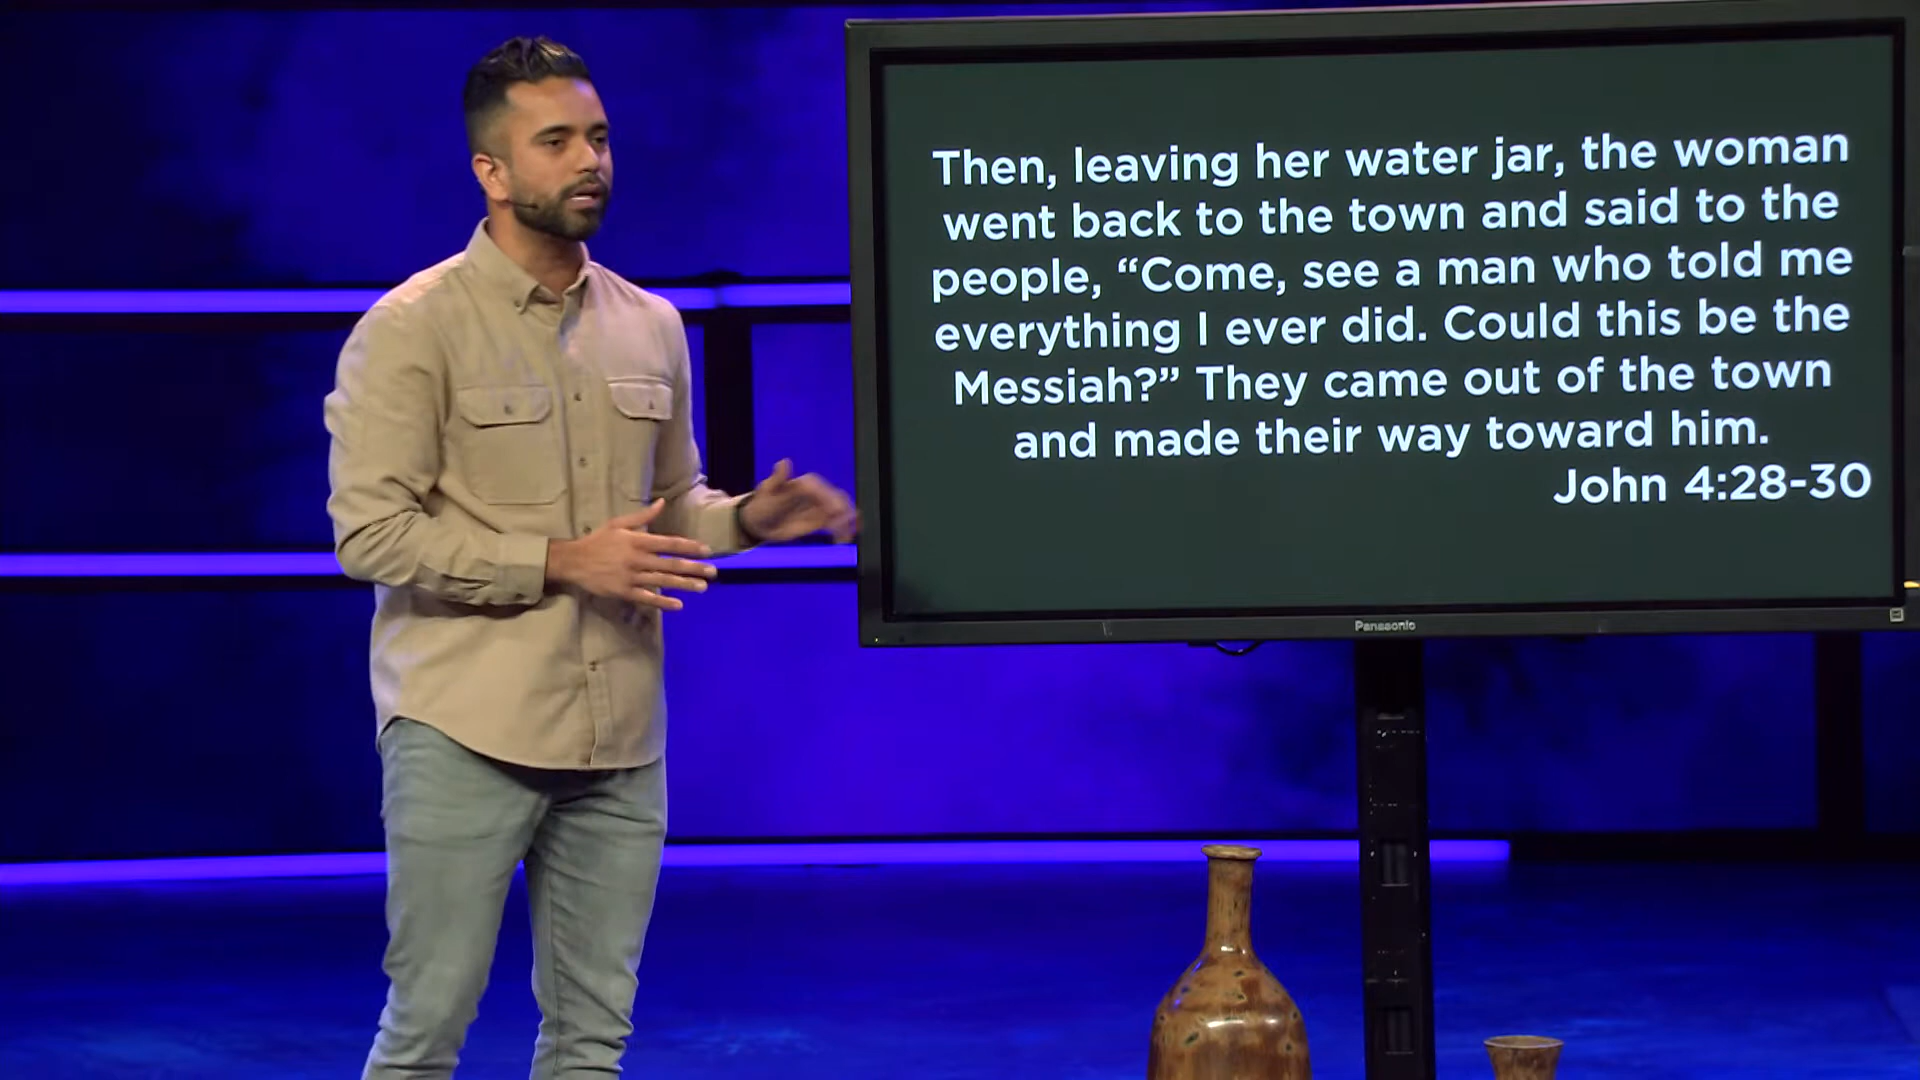 Then, leaving her water jar, the woman
went back to the town and said to the
people, “Come, see a man who told me
everything I ever did. Could this be the
Messiah?” They came out of the town
and made their way toward him.
John 4:28-30
Panasonic